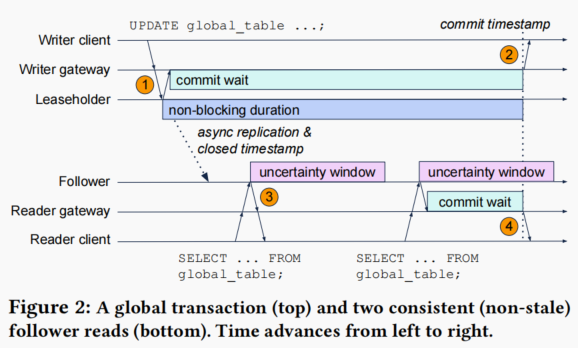 UPDATE global_table ...;
commit timestamp
Writer client
2
Writer gateway
1
commit wait
Leaseholder
non-blocking duration
async replication &
closed timestamp
uncertainty window
uncertainty window
Follower
3
commit wait
Reader gateway
4
Reader client
SELECT ... FROM
global_table;
SELECT ... FROM
global_table;
Figure 2: A global transaction (top) and two consistent (non-stale)
follower reads (bottom). Time advances from left to right.